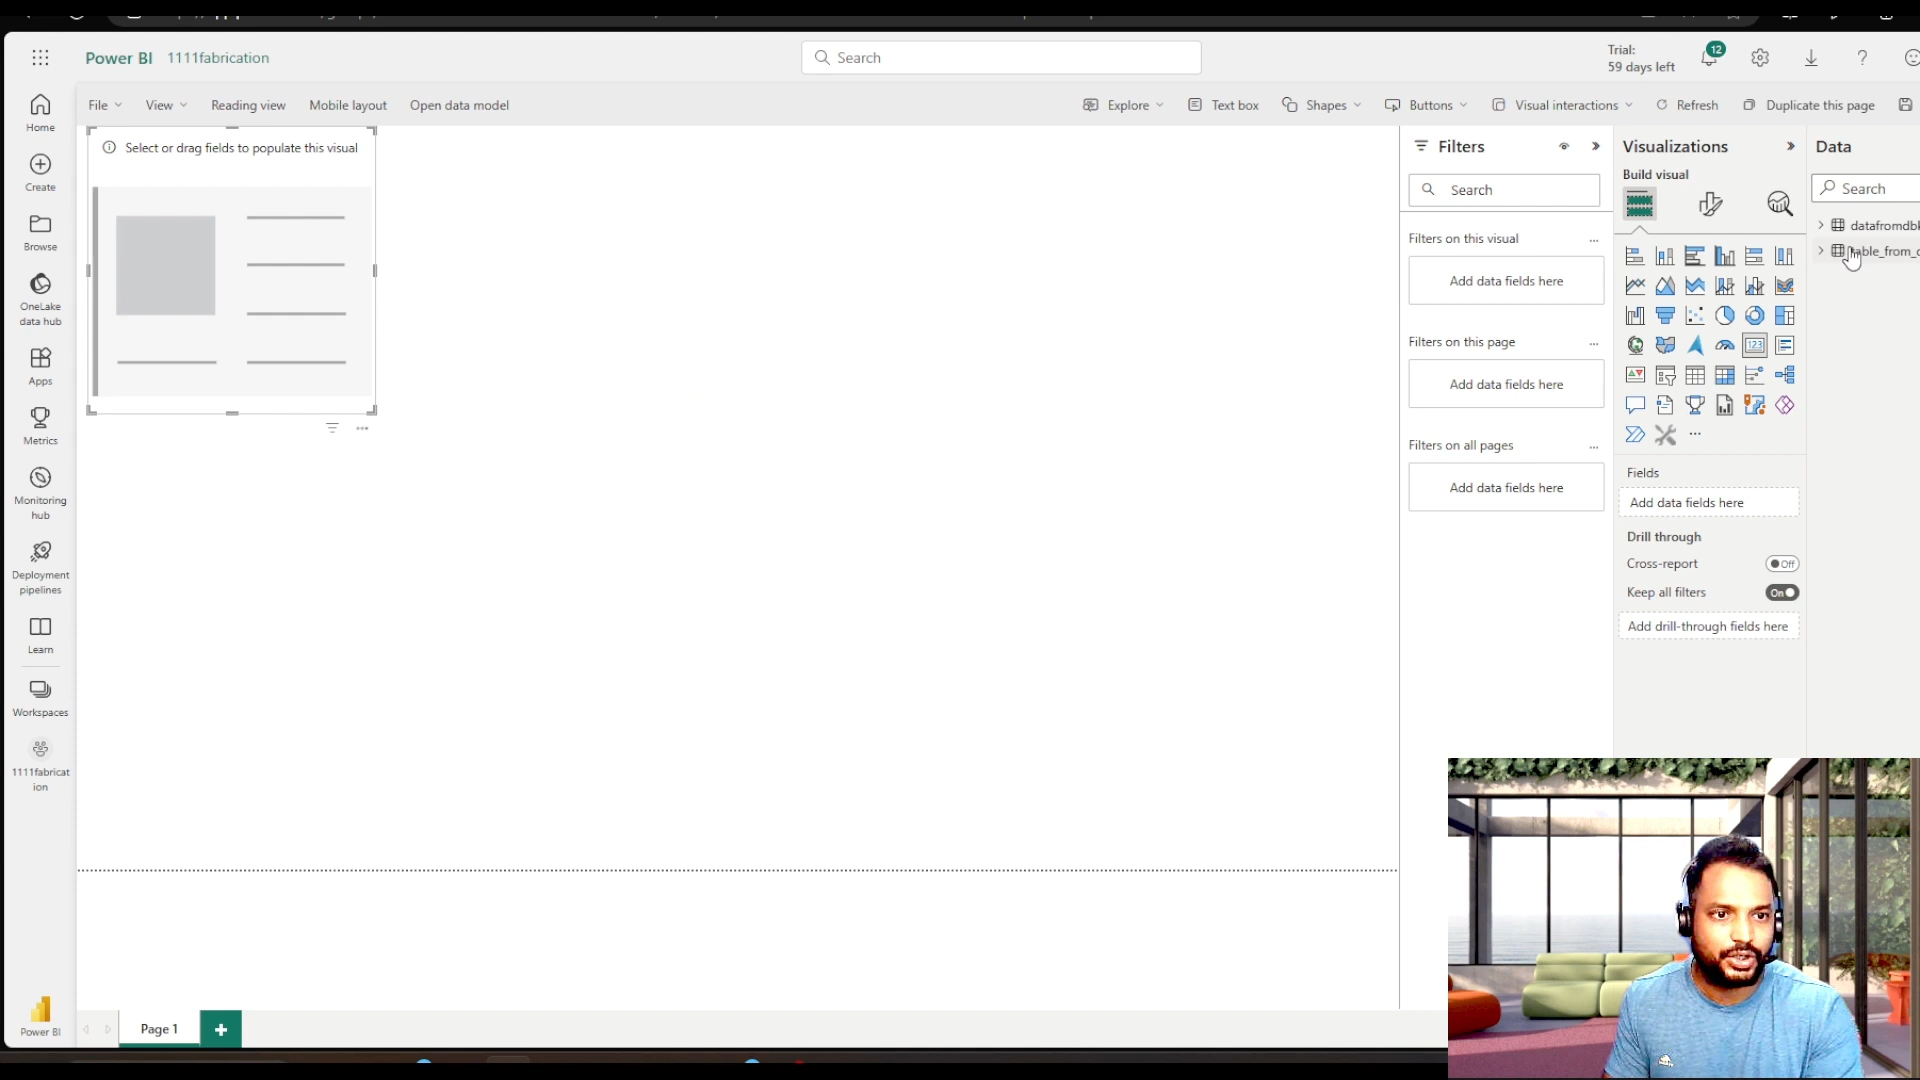 Power BI 1111fabrication
Search
Trial:
59 days left
12
File
View
Reading view
Mobile layout
Open data model
Explore
Text box
Shapes
Buttons
Visual interactions
Refresh
Duplicate this page
Home
Create
Browse
OneLake
data hub
Apps
Metrics
Monitoring
hub
Deployment
pipelines
Learn
Workspaces
1111fabricat
ion
Power BI
Select or drag fields to populate this visual
Filters
Search
Filters on this visual
Add data fields here
Filters on this page
Add data fields here
Filters on all pages
Add data fields here
Visualizations
Build visual
123
Fields
Add data fields here
Drill through
Cross-report
Off
Keep all filters
On
Add drill-through fields here
Data
Search
Page 1